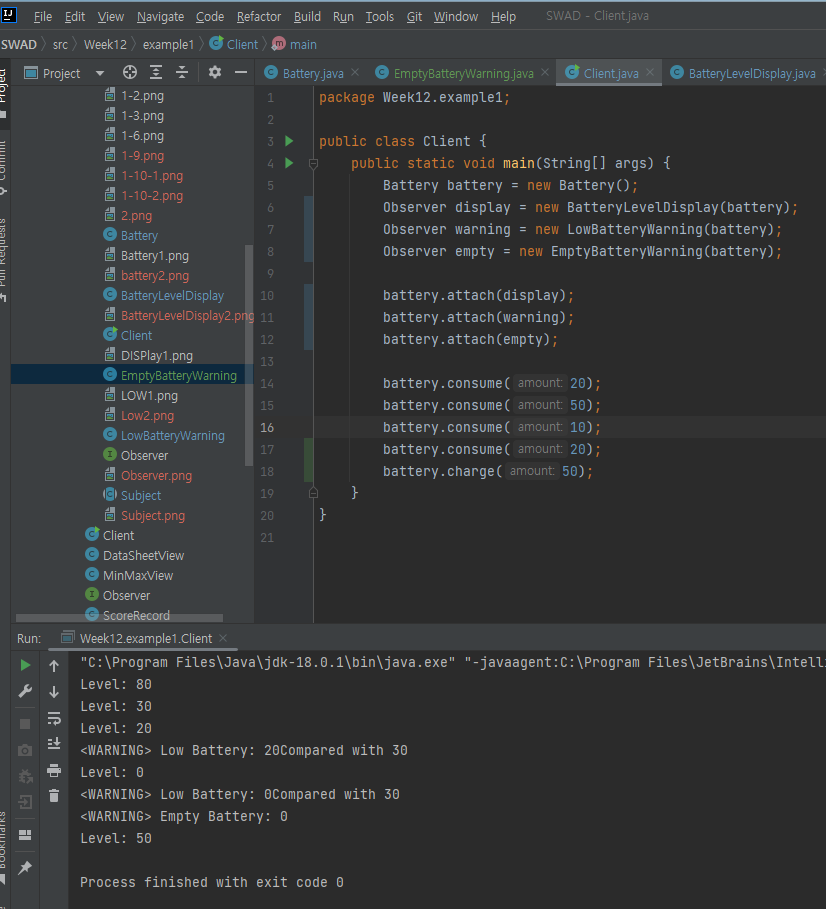 File Edit View Navigate Code Refactor Build Run Tools Git Window Help SWAD - Client.java
SWAD src Week12 example1 Client main
Project
Battery.java EmptyBatteryWarning.java Client.java BatteryLevelDisplay.java
Project
Commit
Pull Requests
1-2.png
1-3.png
1-6.png
1-9.png
1-10-1.png
1-10-2.png
2.png
Battery
Battery1.png
battery2.png
BatteryLevelDisplay
BatteryLevelDisplay2.png
Client
DISPlay1.png
EmptyBatteryWarning
LOW1.png
Low2.png
LowBatteryWarning
Observer
Observer.png
Subject
Subject.png
Client
DataSheetView
MinMaxView
Observer
ScoreRecord
1 package Week12.example1;
2
3 public class Client {
4 public static void main(String[] args) {
5 Battery battery = new Battery();
6 Observer display = new BatteryLevelDisplay(battery);
7 Observer warning = new LowBatteryWarning(battery);
8 Observer empty = new EmptyBatteryWarning(battery);
9
10 battery.attach(display);
11 battery.attach(warning);
12 battery.attach(empty);
13
14 battery.consume( amount: 20);
15 battery.consume( amount: 50);
16 battery.consume( amount: 10);
17 battery.consume( amount: 20);
18 battery.charge( amount: 50);
19 }
20 }
21
Run: Week12.example1.Client
"C:\Program Files\Java\jdk-18.0.1\bin\java.exe" "-javaagent:C:\Program Files\JetBrains\Intelli
Level: 80
Level: 30
Level: 20
<WARNING> Low Battery: 20Compared with 30
Level: 0
<WARNING> Low Battery: 0Compared with 30
<WARNING> Empty Battery: 0
Level: 50
Process finished with exit code 0
Bookmarks